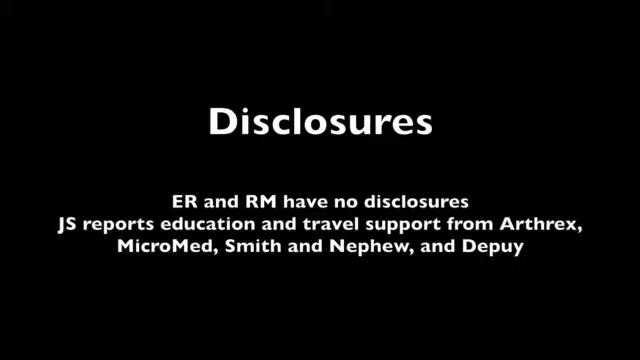 Disclosures
ER and RM have no disclosures
JS reports education and travel support from Arthrex,
MicroMed, Smith and Nephew, and Depuy